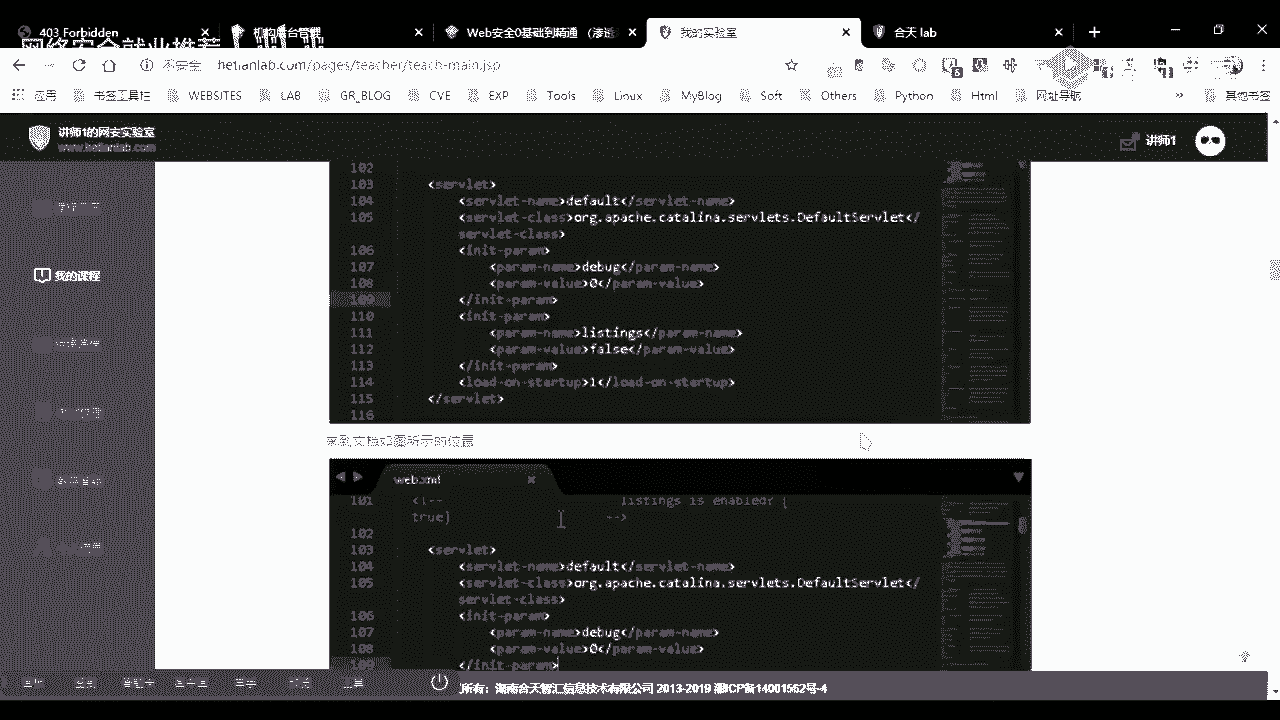 网络安全就业推荐
403 Forbidden
机构后台管理
Web安全0基础到精通（渗透
我的实验室
合天 lab
不安全 hetianlab.com/pages/teacher/teach-main.jsp
应用 书签工具栏 WEBSITES LAB GR_BLOG CVE EXP Tools Linux MyBlog Soft Others Python Html 网址导航 » 其他书签
讲师1的网安实验室
www.hetianlab.com
讲师1
我的课程
102
103 <servlet>
104 <servlet-name>default</servlet-name>
105 <servlet-class>org.apache.catalina.servlets.DefaultServlet</
servlet-class>
106 <init-param>
107 <param-name>debug</param-name>
108 <param-value>0</param-value>
109 </init-param>
110 <init-param>
111 <param-name>listings</param-name>
112 <param-value>false</param-value>
113 </init-param>
114 <load-on-startup>1</load-on-startup>
115 </servlet>
116
来到文档如图所示的位置
web.xml
101 <!-- listings is enabled? [
true] -->
102
103 <servlet>
104 <servlet-name>default</servlet-name>
105 <servlet-class>org.apache.catalina.servlets.DefaultServlet</
servlet-class>
106 <init-param>
107 <param-name>debug</param-name>
108 <param-value>0</param-value>
109 </init-param>
所有：湖南合天智汇信息技术有限公司 2013-2019 湘ICP备14001562号-4